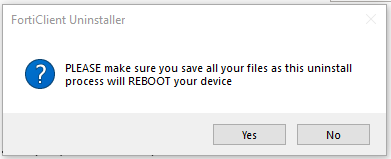 FortiClient Uninstaller
PLEASE make sure you save all your files as this uninstall
process will REBOOT your device
Yes
No